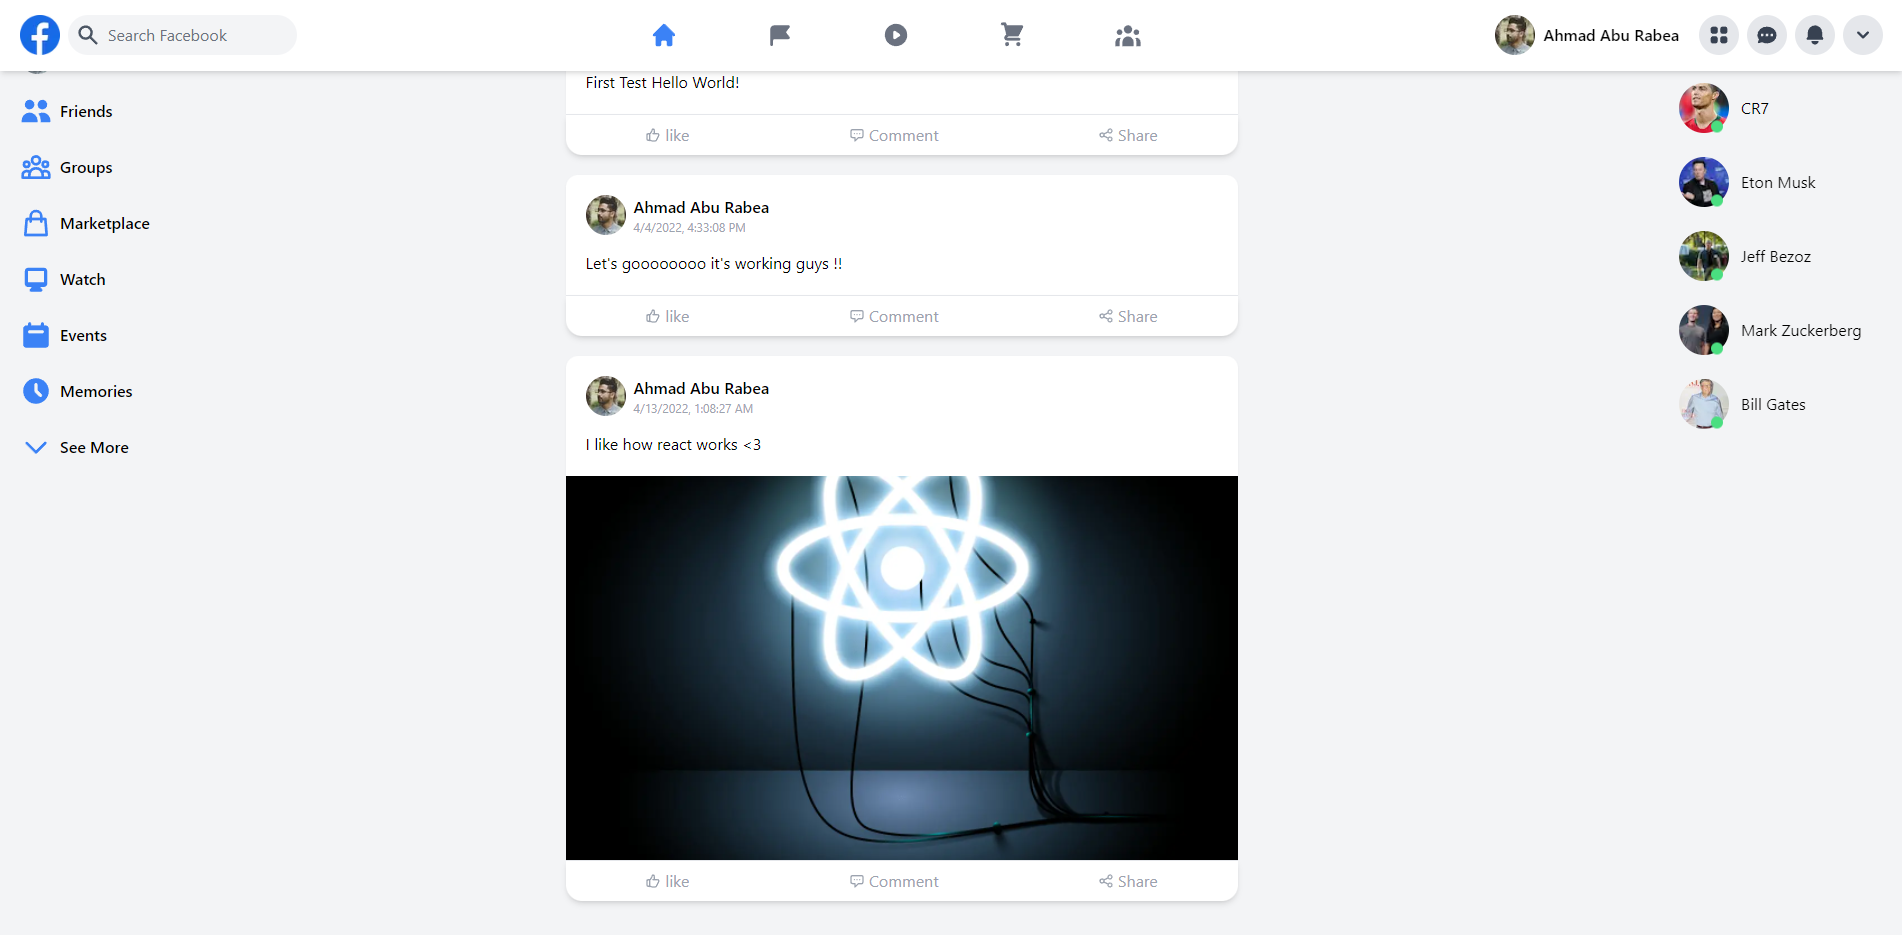 Search Facebook
Ahmad Abu Rabea
Friends
Groups
Marketplace
Watch
Events
Memories
See More
First Test Hello World!
like Comment Share
Ahmad Abu Rabea
4/4/2022, 4:33:08 PM
Let's goooooooo it's working guys !!
like Comment Share
Ahmad Abu Rabea
4/13/2022, 1:08:27 AM
I like how react works <3
like Comment Share
CR7
Eton Musk
Jeff Bezoz
Mark Zuckerberg
Bill Gates